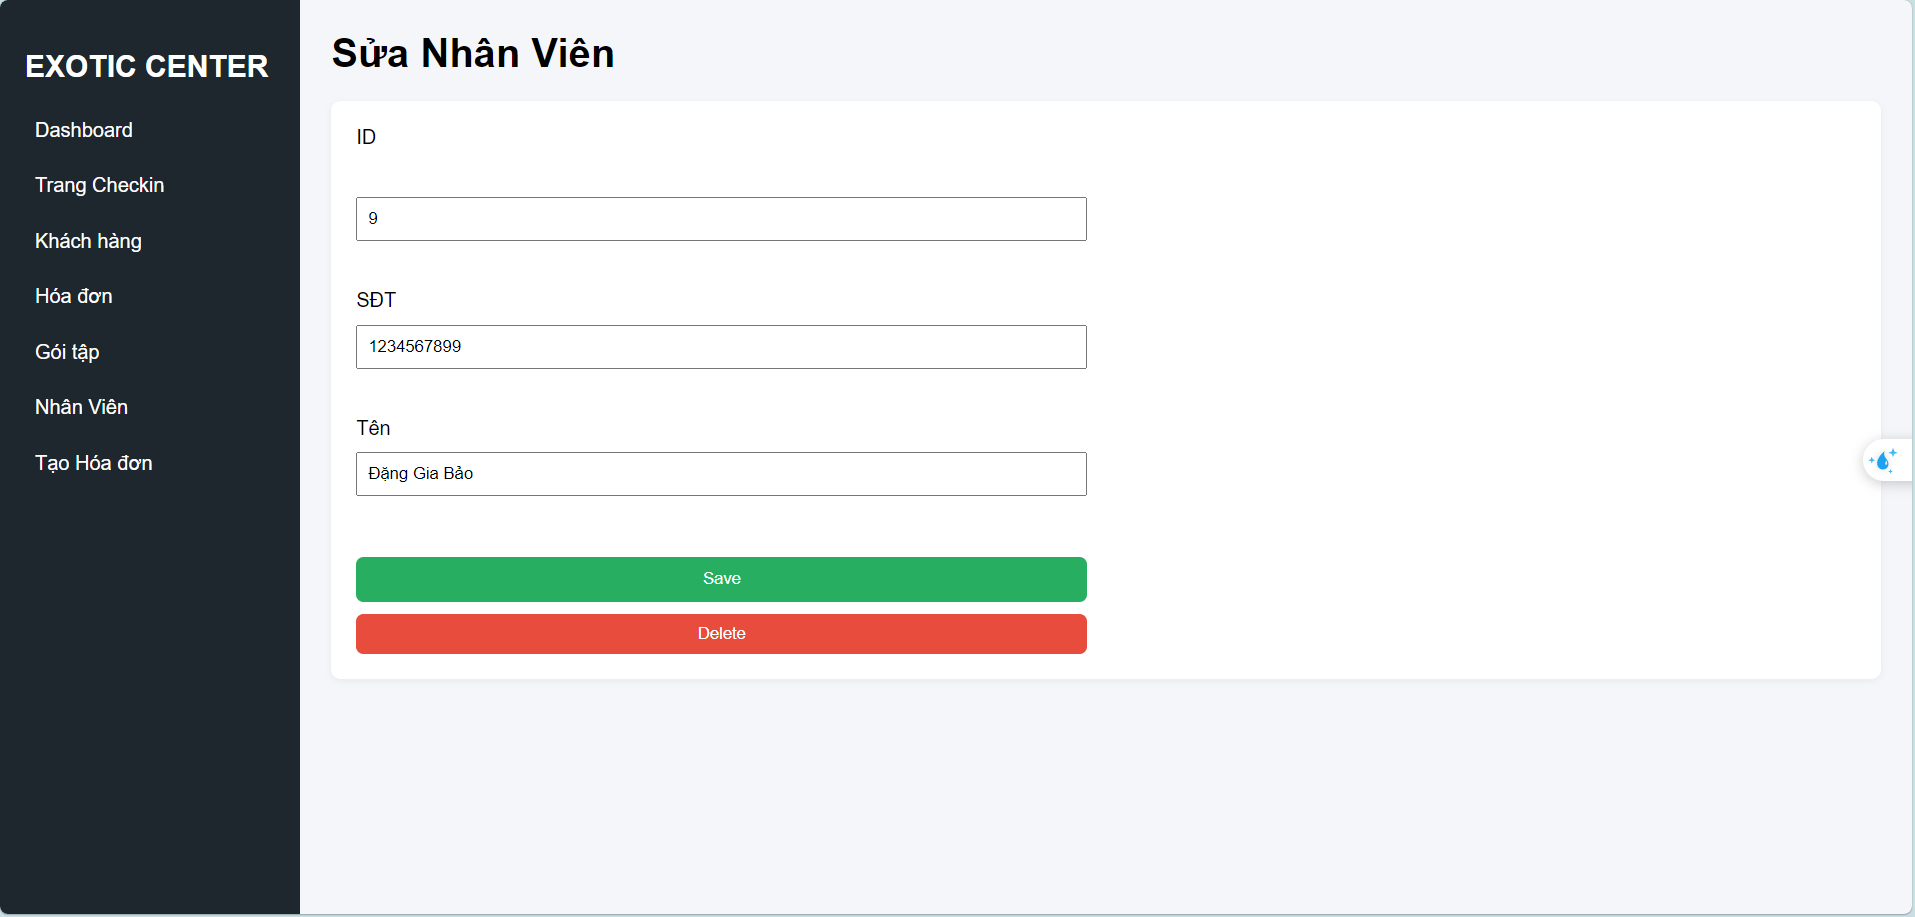 EXOTIC CENTER
Dashboard
Trang Checkin
Khách hàng
Hóa đơn
Gói tập
Nhân Viên
Tạo Hóa đơn
Sửa Nhân Viên
ID
9
SĐT
1234567899
Tên
Đặng Gia Bảo
Save
Delete